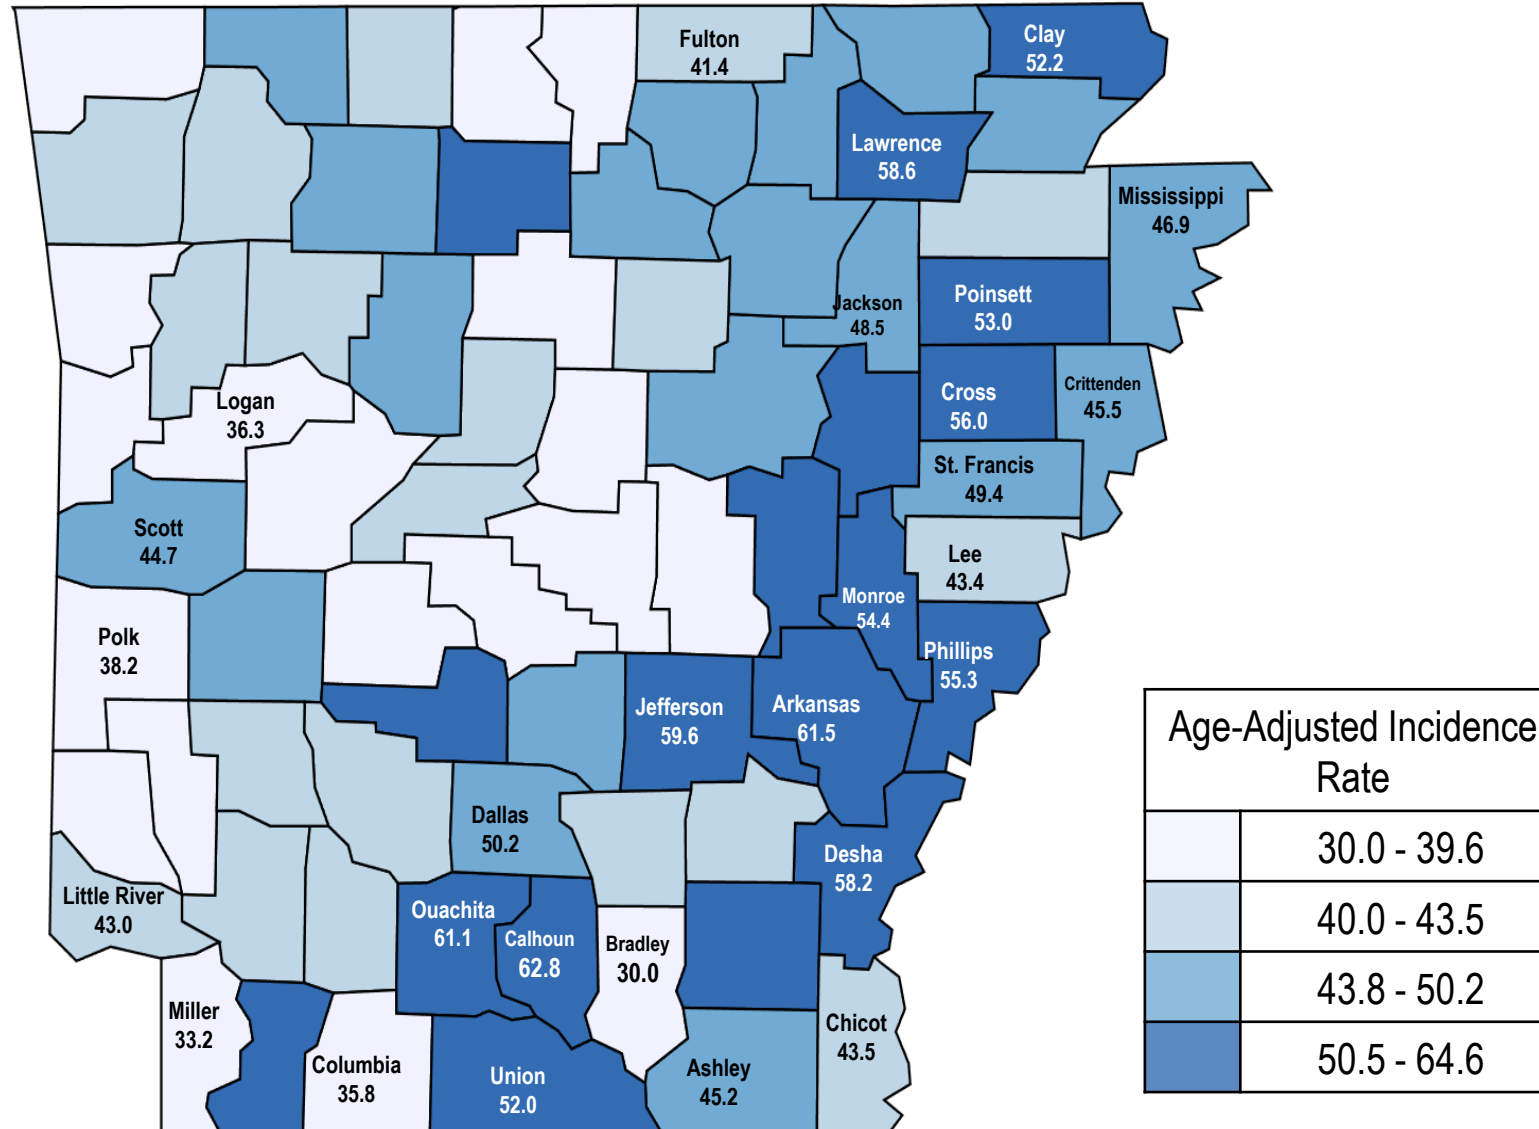 Fulton
41.4
Clay
52.2
Lawrence
58.6
Mississippi
46.9
Jackson
48.5
Poinsett
53.0
Logan
36.3
Cross
56.0
Crittenden
45.5
St. Francis
49.4
Scott
44.7
Lee
43.4
Monroe
54.4
Polk
38.2
Phillips
55.3
Jefferson
59.6
Arkansas
61.5
Dallas
50.2
Desha
58.2
Little River
43.0
Ouachita
61.1
Calhoun
62.8
Bradley
30.0
Miller
33.2
Columbia
35.8
Union
52.0
Ashley
45.2
Chicot
43.5
Age-Adjusted Incidence
Rate
30.0 - 39.6
40.0 - 43.5
43.8 - 50.2
50.5 - 64.6